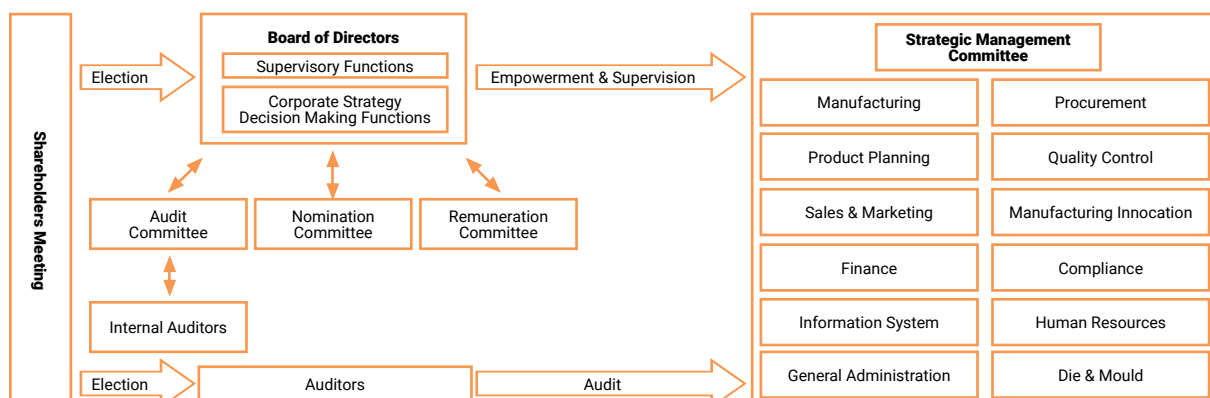 Shareholders Meeting
Election
Board of Directors
Supervisory Functions
Corporate Strategy
Decision Making Functions
Empowerment & Supervision
Audit
Committee
Nomination
Committee
Remuneration
Committee
Internal Auditors
Election
Auditors
Audit
Strategic Management
Committee
Manufacturing
Procurement
Product Planning
Quality Control
Sales & Marketing
Manufacturing Innocation
Finance
Compliance
Information System
Human Resources
General Administration
Die & Mould